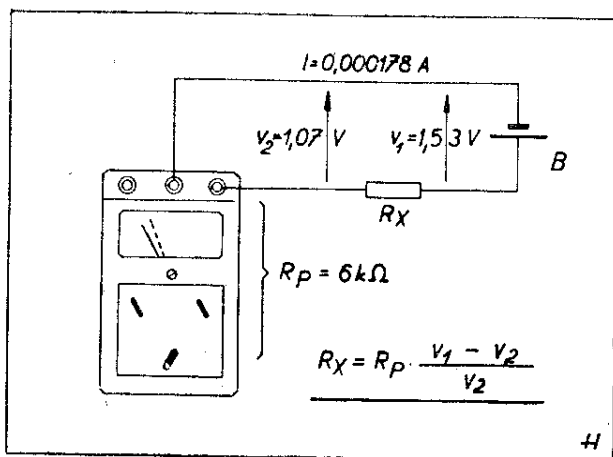 I=0,000178 A
v₂=1,07 V
v₁=1,53 V
B
Rx
Rp = 6kΩ
Rx = Rp · v₁ - v₂ / v₂
H